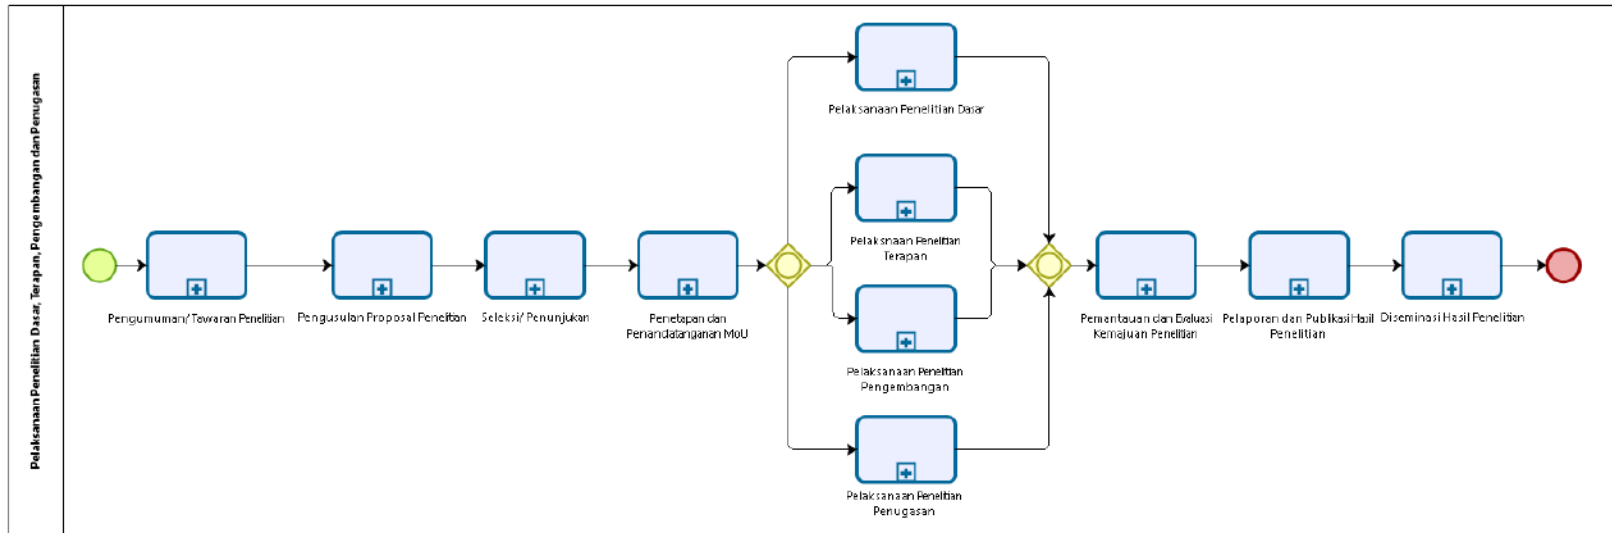 Pelaksanaan Penelitian Dasar, Terapan, Pengembangan dan Penugasan
Pengumuman/ Tawaran Penelitian
Pengusulan Proposal Penelitian
Seleksi/ Penunjukan
Penetapan dan
Penandatanganan MoU
Pelaksanaan Penelitian Dasar
Pelaksnaan Penelitian
Terapan
Pelaksanaan Penelitian
Pengembangan
Pelaksanaan Penelitian
Penugasan
Pemantauan dan Evaluasi
Kemajuan Penelitian
Pelaporan dan Publikasi Hasil
Penelitian
Diseminasi Hasil Penelitian